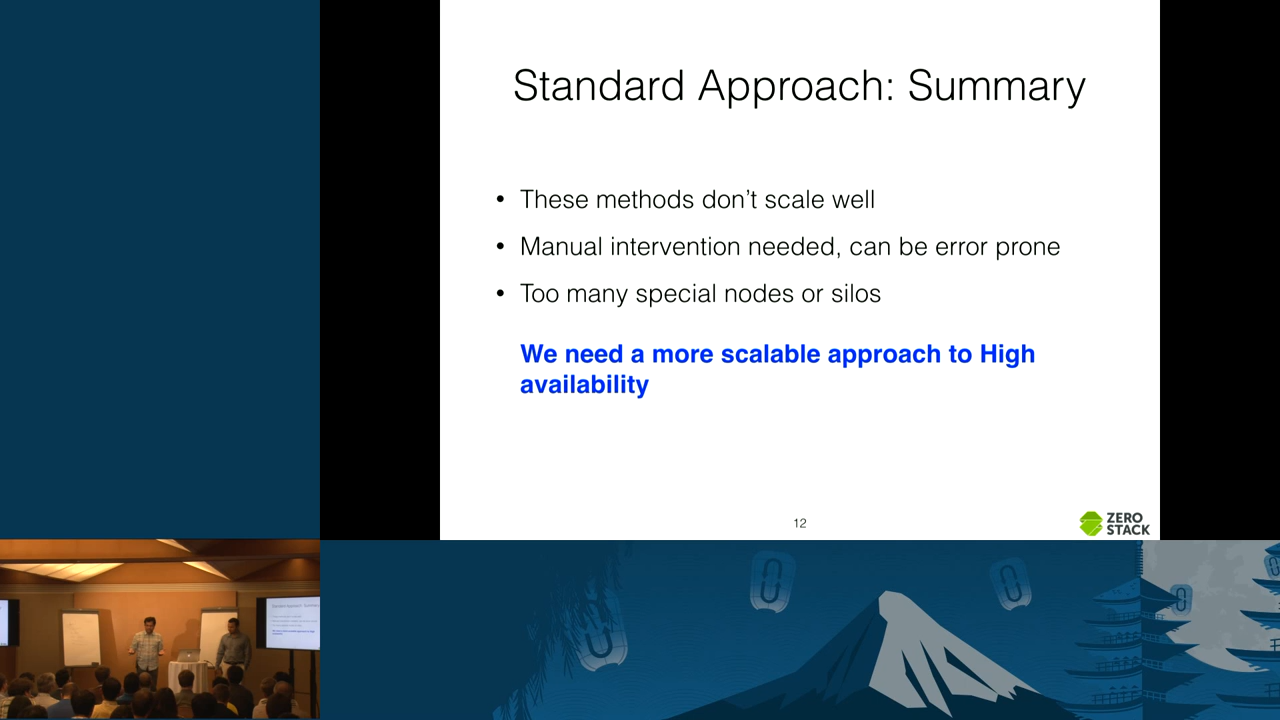 Standard Approach: Summary
• These methods don’t scale well
• Manual intervention needed, can be error prone
• Too many special nodes or silos
We need a more scalable approach to High
availability
12
ZERO
STACK